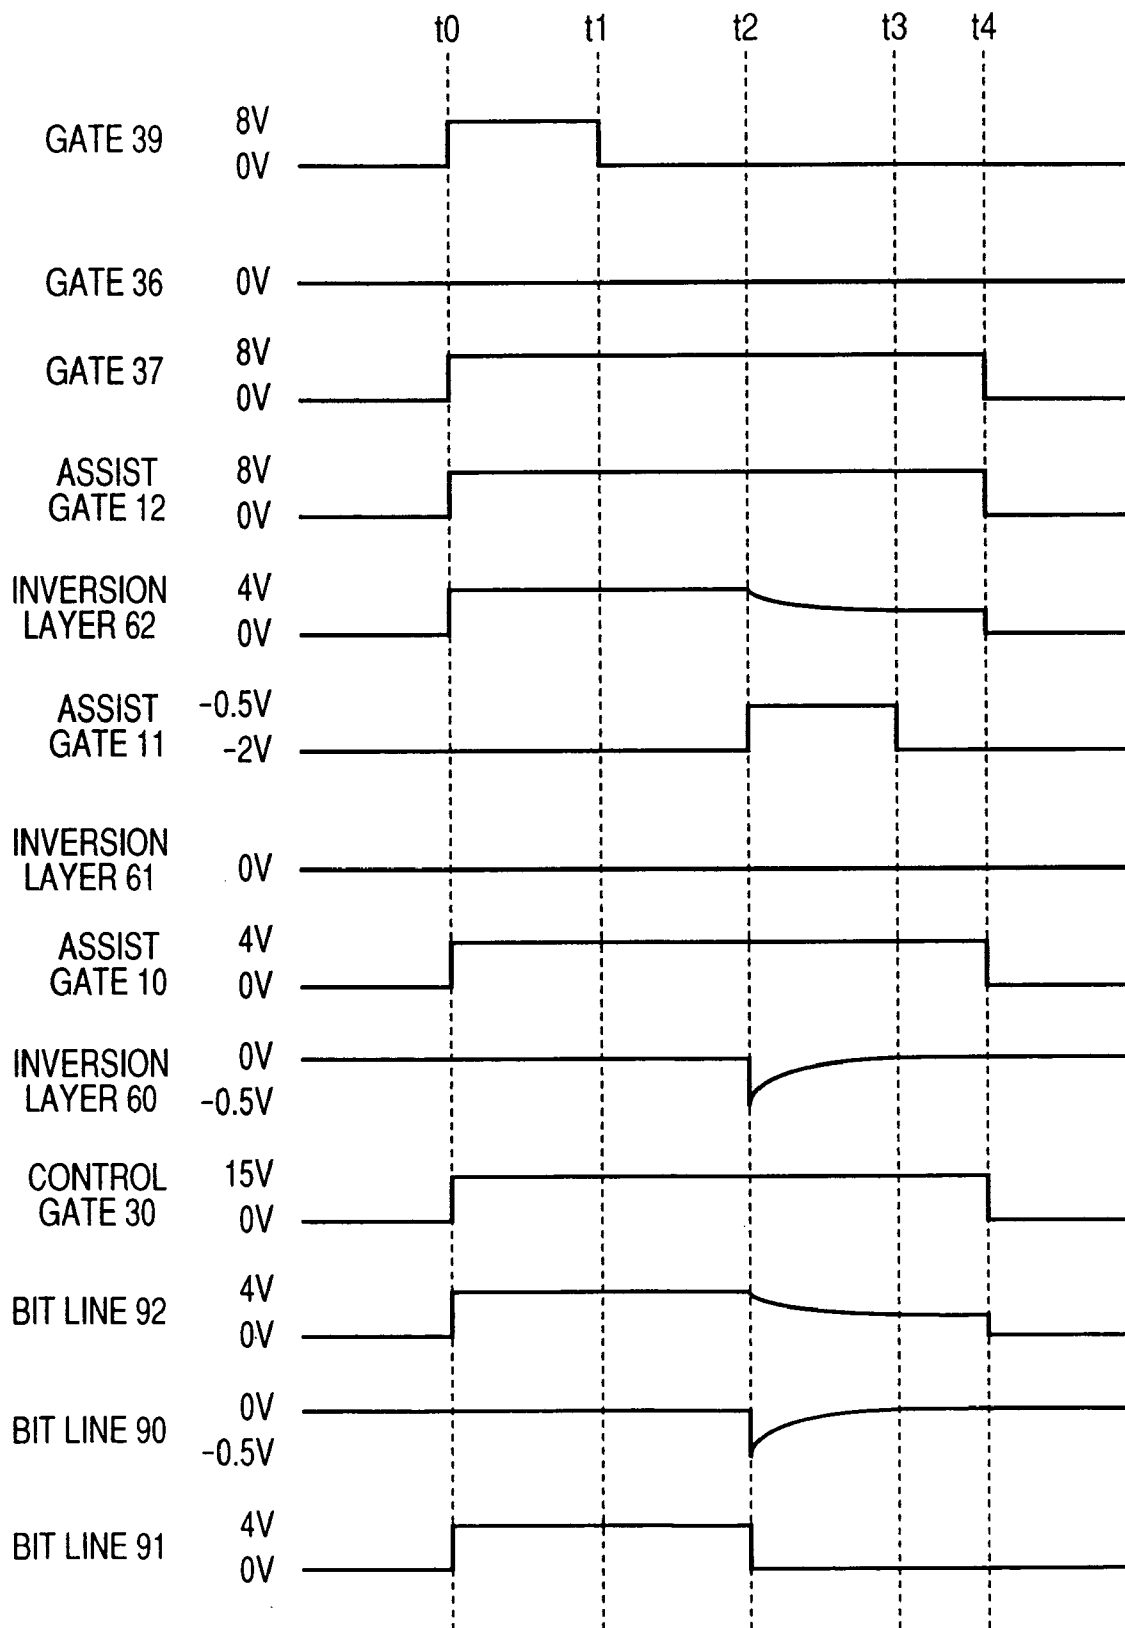 t0 t1 t2 t3 t4
GATE 39
8V
0V
GATE 36
0V
GATE 37
8V
0V
ASSIST
GATE 12
8V
0V
INVERSION
LAYER 62
4V
0V
ASSIST
GATE 11
-0.5V
-2V
INVERSION
LAYER 61
0V
ASSIST
GATE 10
4V
0V
INVERSION
LAYER 60
0V
-0.5V
CONTROL
GATE 30
15V
0V
BIT LINE 92
4V
0V
BIT LINE 90
0V
-0.5V
BIT LINE 91
4V
0V